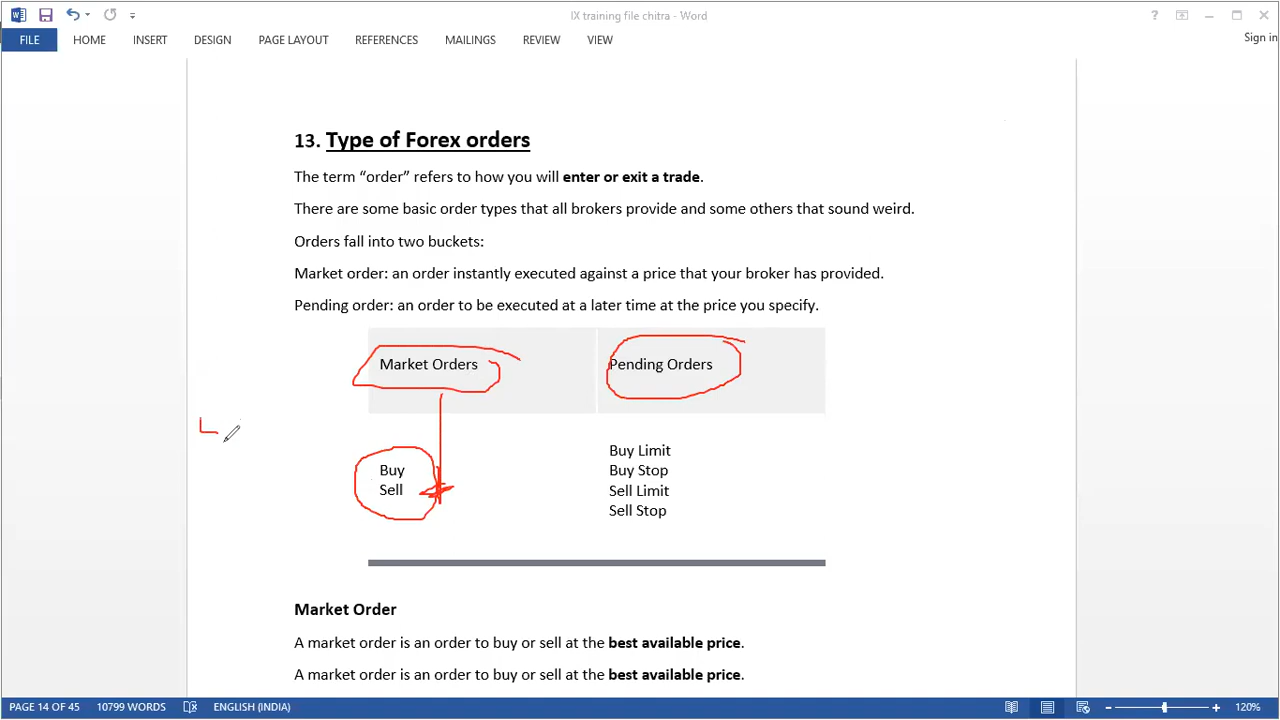 IX training file chitra - Word
?
FILE HOME INSERT DESIGN PAGE LAYOUT REFERENCES MAILINGS REVIEW VIEW
Sign in
13. Type of Forex orders
The term “order” refers to how you will enter or exit a trade.
There are some basic order types that all brokers provide and some others that sound weird.
Orders fall into two buckets:
Market order: an order instantly executed against a price that your broker has provided.
Pending order: an order to be executed at a later time at the price you specify.
Market Orders Pending Orders
Buy
Sell
Buy Limit
Buy Stop
Sell Limit
Sell Stop
Market Order
A market order is an order to buy or sell at the best available price.
A market order is an order to buy or sell at the best available price.
PAGE 14 OF 45 10799 WORDS ENGLISH (INDIA) 120%